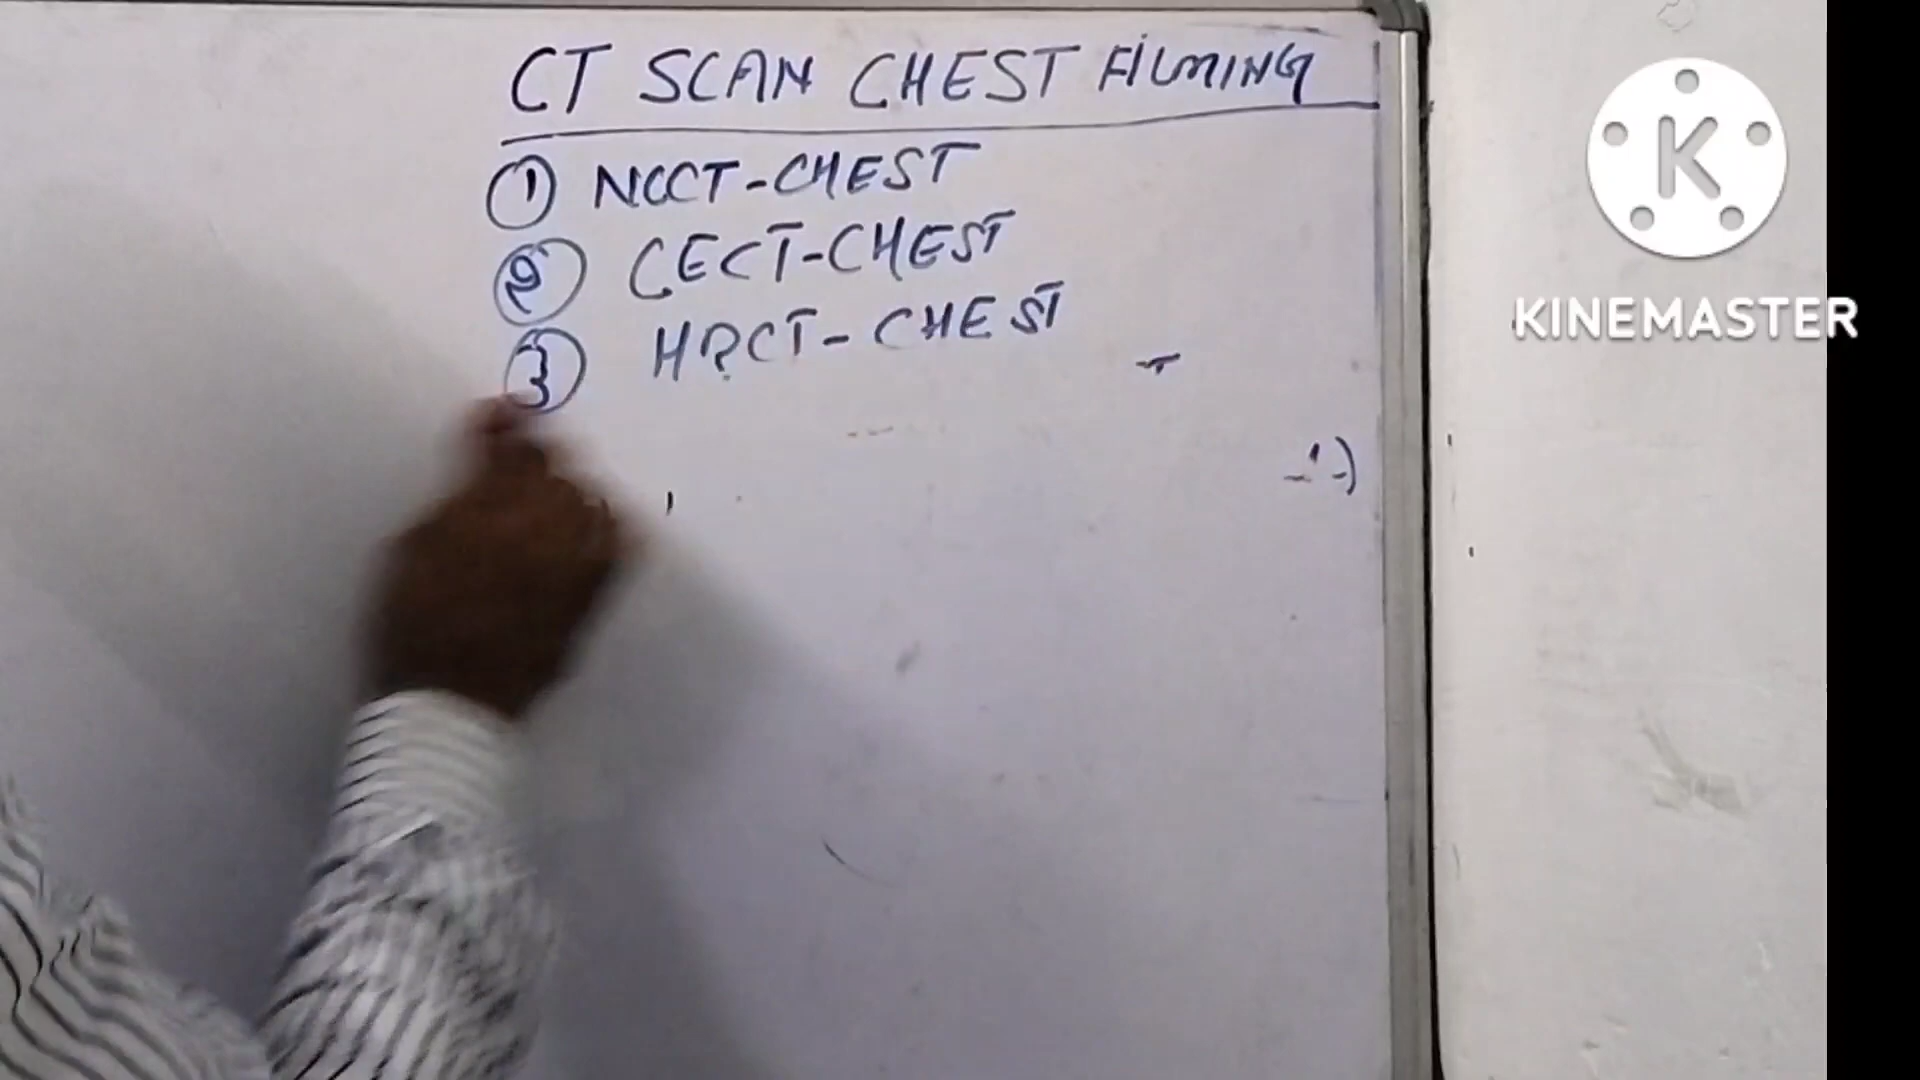 CT SCAN CHEST FILMING
① NCCT-CHEST
② CECT-CHEST
③ HRCT-CHEST
K
KINEMASTER